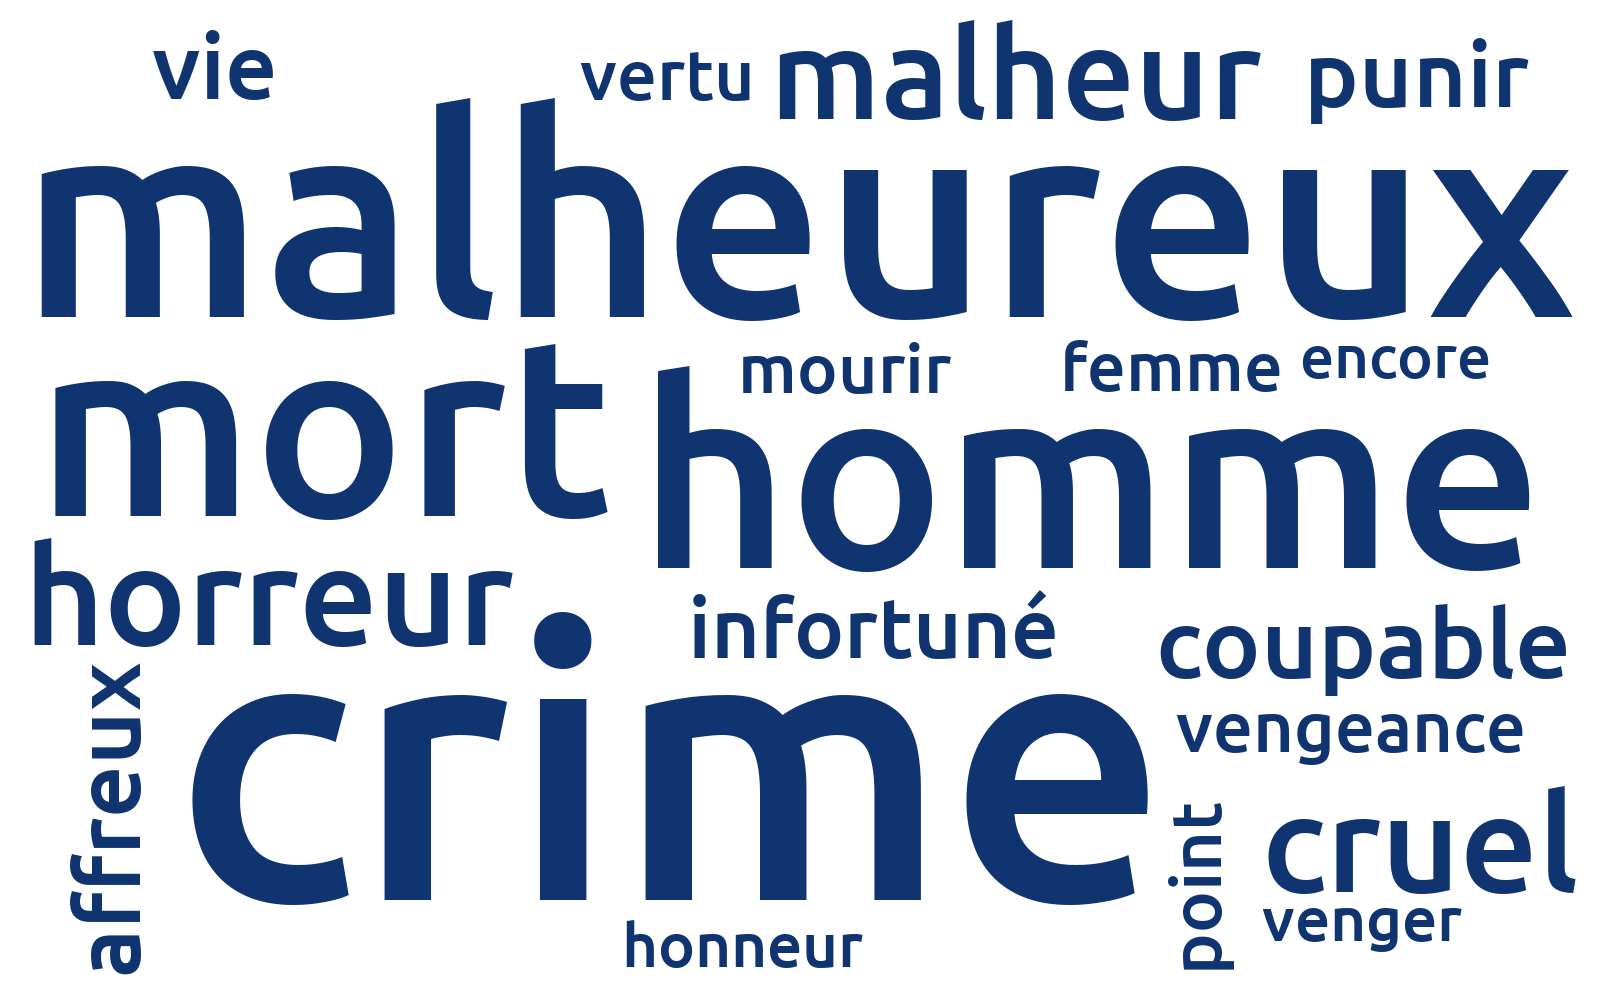 vie
vertu
malheur
punir
malheureux
mort
mourir
femme
encore
homme
horreur
infortuné
coupable
crime
affreux
vengeance
point
cruel
venger
honneur